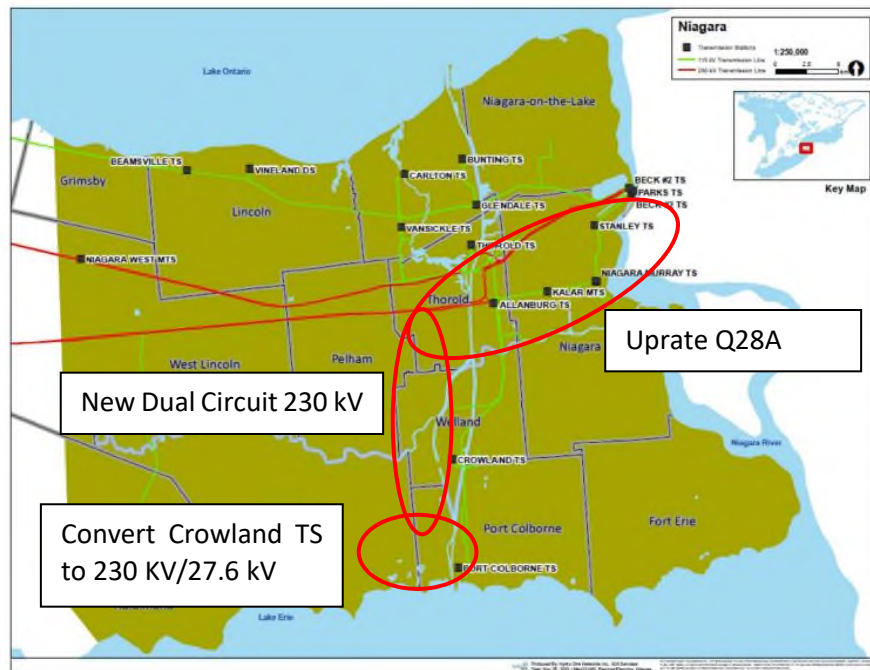 Niagara
Transmission Stations
1:250,000
115 kV Transmission Line
230 kV Transmission Line
Key Map
Lake Ontario
Niagara-on-the-Lake
BUNTING TS
BEAMSVILLE TS
VINELAND DS
CARLTON TS
Grimsby
BECK #2 TS
PARKS TS
Lincoln
GLENDALE TS
STANLEY TS
VANSICKLE TS
THOROLD TS
NIAGARA WEST MTS
NIAGARA MURRAY TS
KALAR MTS
Thorold
ALLANBURG TS
Uprate Q28A
Niagara
West Lincoln
Pelham
New Dual Circuit 230 kV
Welland
Niagara River
CROWLAND TS
Convert Crowland TS
to 230 KV/27.6 kV
Port Colborne
Fort Erie
PORT COLBORNE TS
Lake Erie